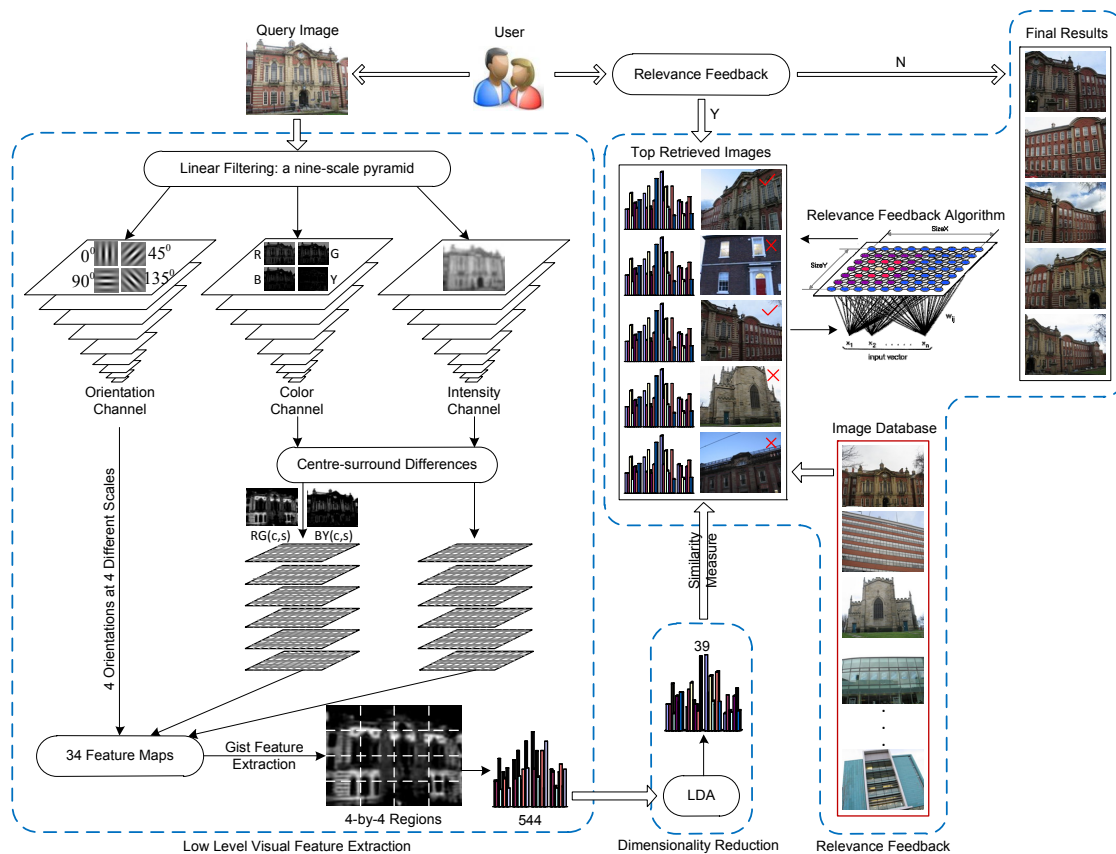 Query Image
User
Final Results
Relevance Feedback
N
Y
Linear Filtering: a nine-scale pyramid
Top Retrieved Images
Relevance Feedback Algorithm
SizeX
SizeY
0⁰
45⁰
90⁰
135⁰
R
G
B
Y
w_ij
x₁ x₂ . . . . . x_n
input vector
Orientation
Channel
Color
Channel
Intensity
Channel
Centre-surround Differences
Image Database
RG(c,s)
BY(c,s)
4 Orientations at 4 Different Scales
Similarity
Measure
39
34 Feature Maps
Gist Feature
Extraction
4-by-4 Regions
544
LDA
Low Level Visual Feature Extraction
Dimensionality Reduction
Relevance Feedback